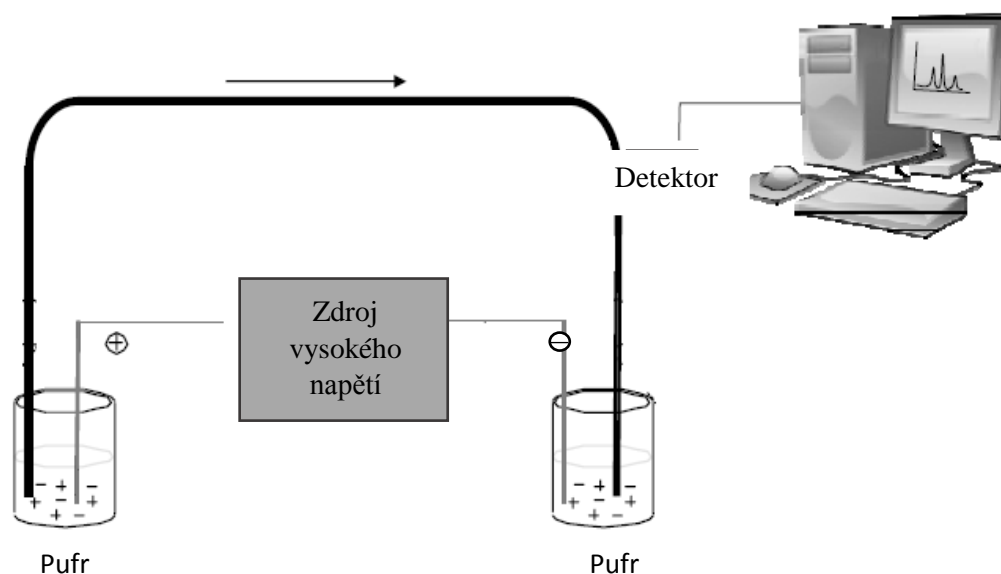 Detektor
Zdroj
vysokého
napětí
Pufr
Pufr